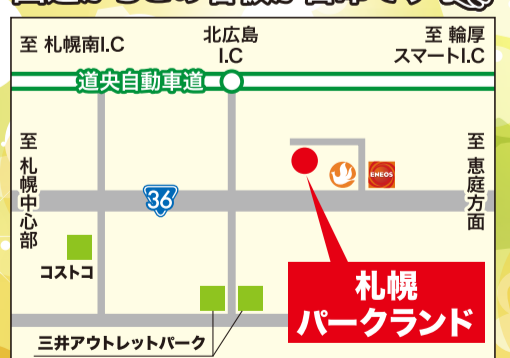 至 札幌南I.C
北広島
I.C
至 輪厚
スマートI.C
道央自動車道
至 札幌中心部
至 恵庭方面
36
ENEOS
コストコ
札幌
パークランド
三井アウトレットパーク